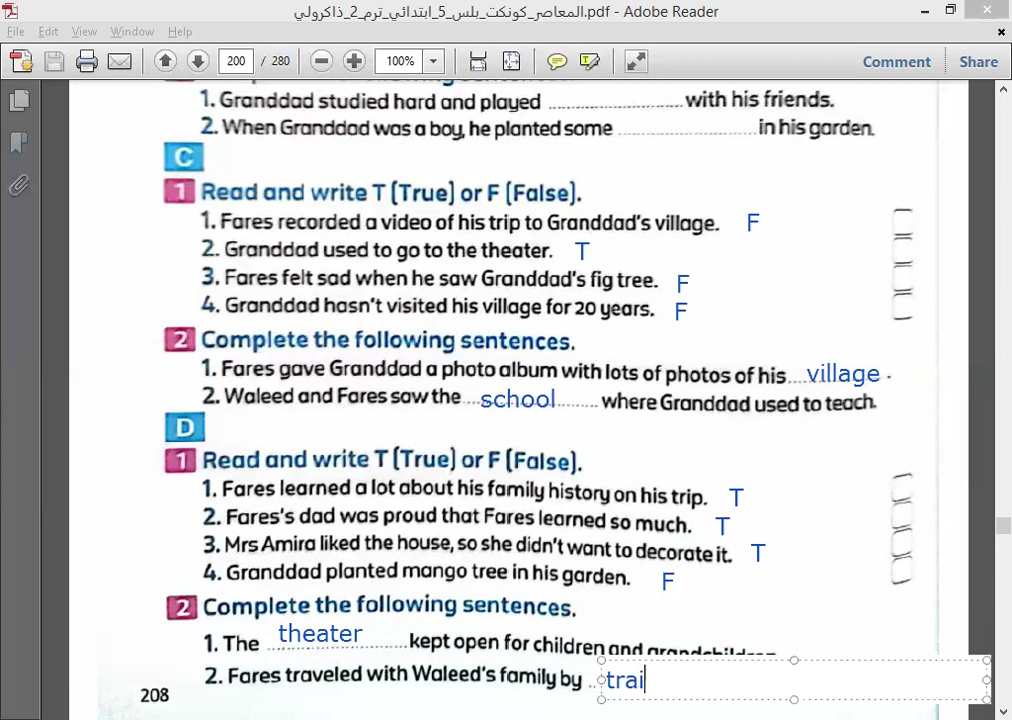 المعاصر_كونكت_بلس_5_ابتدائي_ترم_2_ذاكرولي.pdf - Adobe Reader
File Edit View Window Help
200 / 280 100% Comment Share
1. Granddad studied hard and played ................ with his friends.
2. When Granddad was a boy, he planted some ................ in his garden.
C
1 Read and write T (True) or F (False).
1. Fares recorded a video of his trip to Granddad's village. F
2. Granddad used to go to the theater. T
3. Fares felt sad when he saw Granddad's fig tree. F
4. Granddad hasn't visited his village for 20 years. F
2 Complete the following sentences.
1. Fares gave Granddad a photo album with lots of photos of his village .
2. Waleed and Fares saw the school where Granddad used to teach.
D
1 Read and write T (True) or F (False).
1. Fares learned a lot about his family history on his trip. T
2. Fares's dad was proud that Fares learned so much. T
3. Mrs Amira liked the house, so she didn't want to decorate it. T
4. Granddad planted mango tree in his garden. F
2 Complete the following sentences.
1. The theater kept open for children and grandchildren
2. Fares traveled with Waleed's family by trai
208